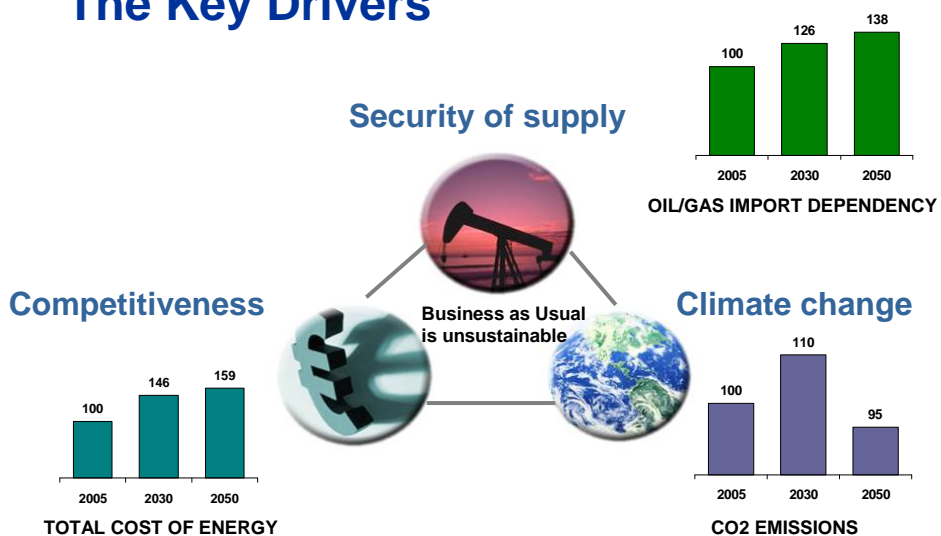 The Key Drivers
100 126 138
2005 2030 2050
OIL/GAS IMPORT DEPENDENCY
Security of supply
Business as Usual
is unsustainable
Competitiveness
100 146 159
2005 2030 2050
TOTAL COST OF ENERGY
Climate change
100 110 95
2005 2030 2050
CO2 EMISSIONS